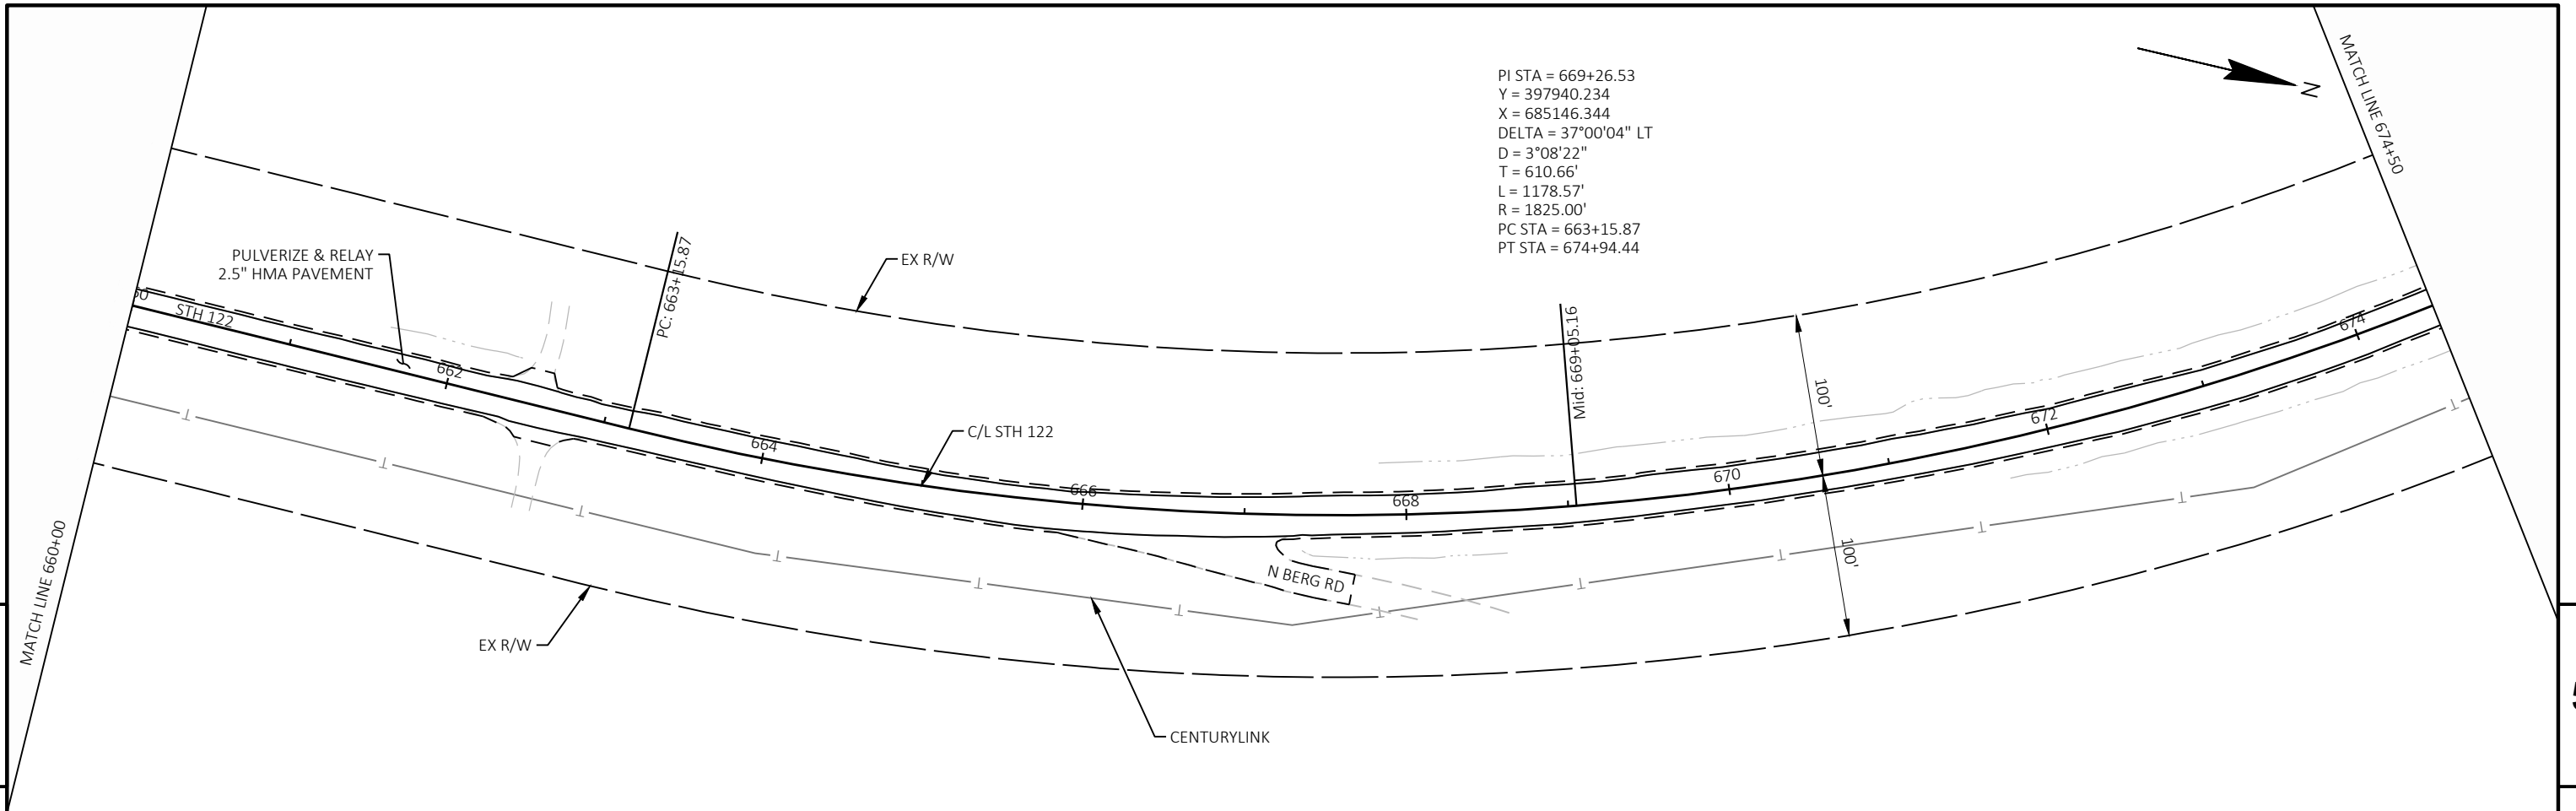 PI STA = 669+26.53
Y = 397940.234
X = 685146.344
DELTA = 37°00'04" LT
D = 3°08'22"
T = 610.66'
L = 1178.57'
R = 1825.00'
PC STA = 663+15.87
PT STA = 674+94.44
N
MATCH LINE 674+50
PULVERIZE & RELAY
2.5" HMA PAVEMENT
PC: 663+15.87
EX R/W
STH 122
662
664
C/L STH 122
666
668
Mid: 669+05.16
670
100'
672
674
100'
N BERG RD
MATCH LINE 660+00
EX R/W
CENTURYLINK
T
T
T
T
T
T
T
T
T
T
T
T